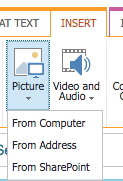 AT TEXT INSERT
Picture Video and Audio
From Computer
From Address
From SharePoint